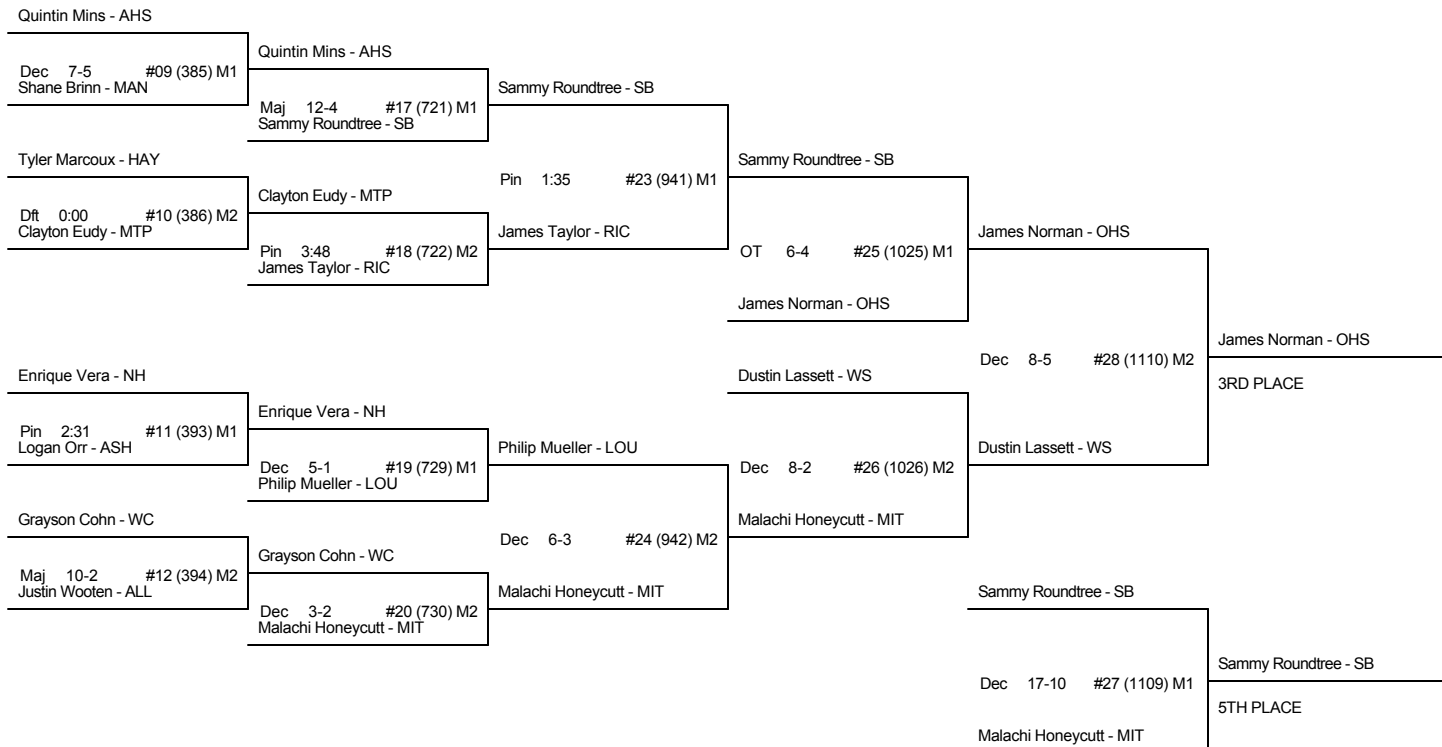 Quintin Mins - AHS
Dec 7-5 #09 (385) M1
Shane Brinn - MAN
Tyler Marcoux - HAY
Dft 0:00 #10 (386) M2
Clayton Eudy - MTP
Enrique Vera - NH
Pin 2:31 #11 (393) M1
Logan Orr - ASH
Grayson Cohn - WC
Maj 10-2 #12 (394) M2
Justin Wooten - ALL
Quintin Mins - AHS
Maj 12-4 #17 (721) M1
Sammy Roundtree - SB
Clayton Eudy - MTP
Pin 3:48 #18 (722) M2
James Taylor - RIC
Enrique Vera - NH
Dec 5-1 #19 (729) M1
Philip Mueller - LOU
Grayson Cohn - WC
Dec 3-2 #20 (730) M2
Malachi Honeycutt - MIT
Sammy Roundtree - SB
Pin 1:35 #23 (941) M1
James Taylor - RIC
Philip Mueller - LOU
Dec 6-3 #24 (942) M2
Malachi Honeycutt - MIT
Sammy Roundtree - SB
OT 6-4 #25 (1025) M1
James Norman - OHS
Dustin Lassett - WS
Dec 8-2 #26 (1026) M2
Malachi Honeycutt - MIT
James Norman - OHS
Dec 8-5 #28 (1110) M2
Dustin Lassett - WS
Sammy Roundtree - SB
Dec 17-10 #27 (1109) M1
Malachi Honeycutt - MIT
James Norman - OHS
3RD PLACE
Sammy Roundtree - SB
5TH PLACE